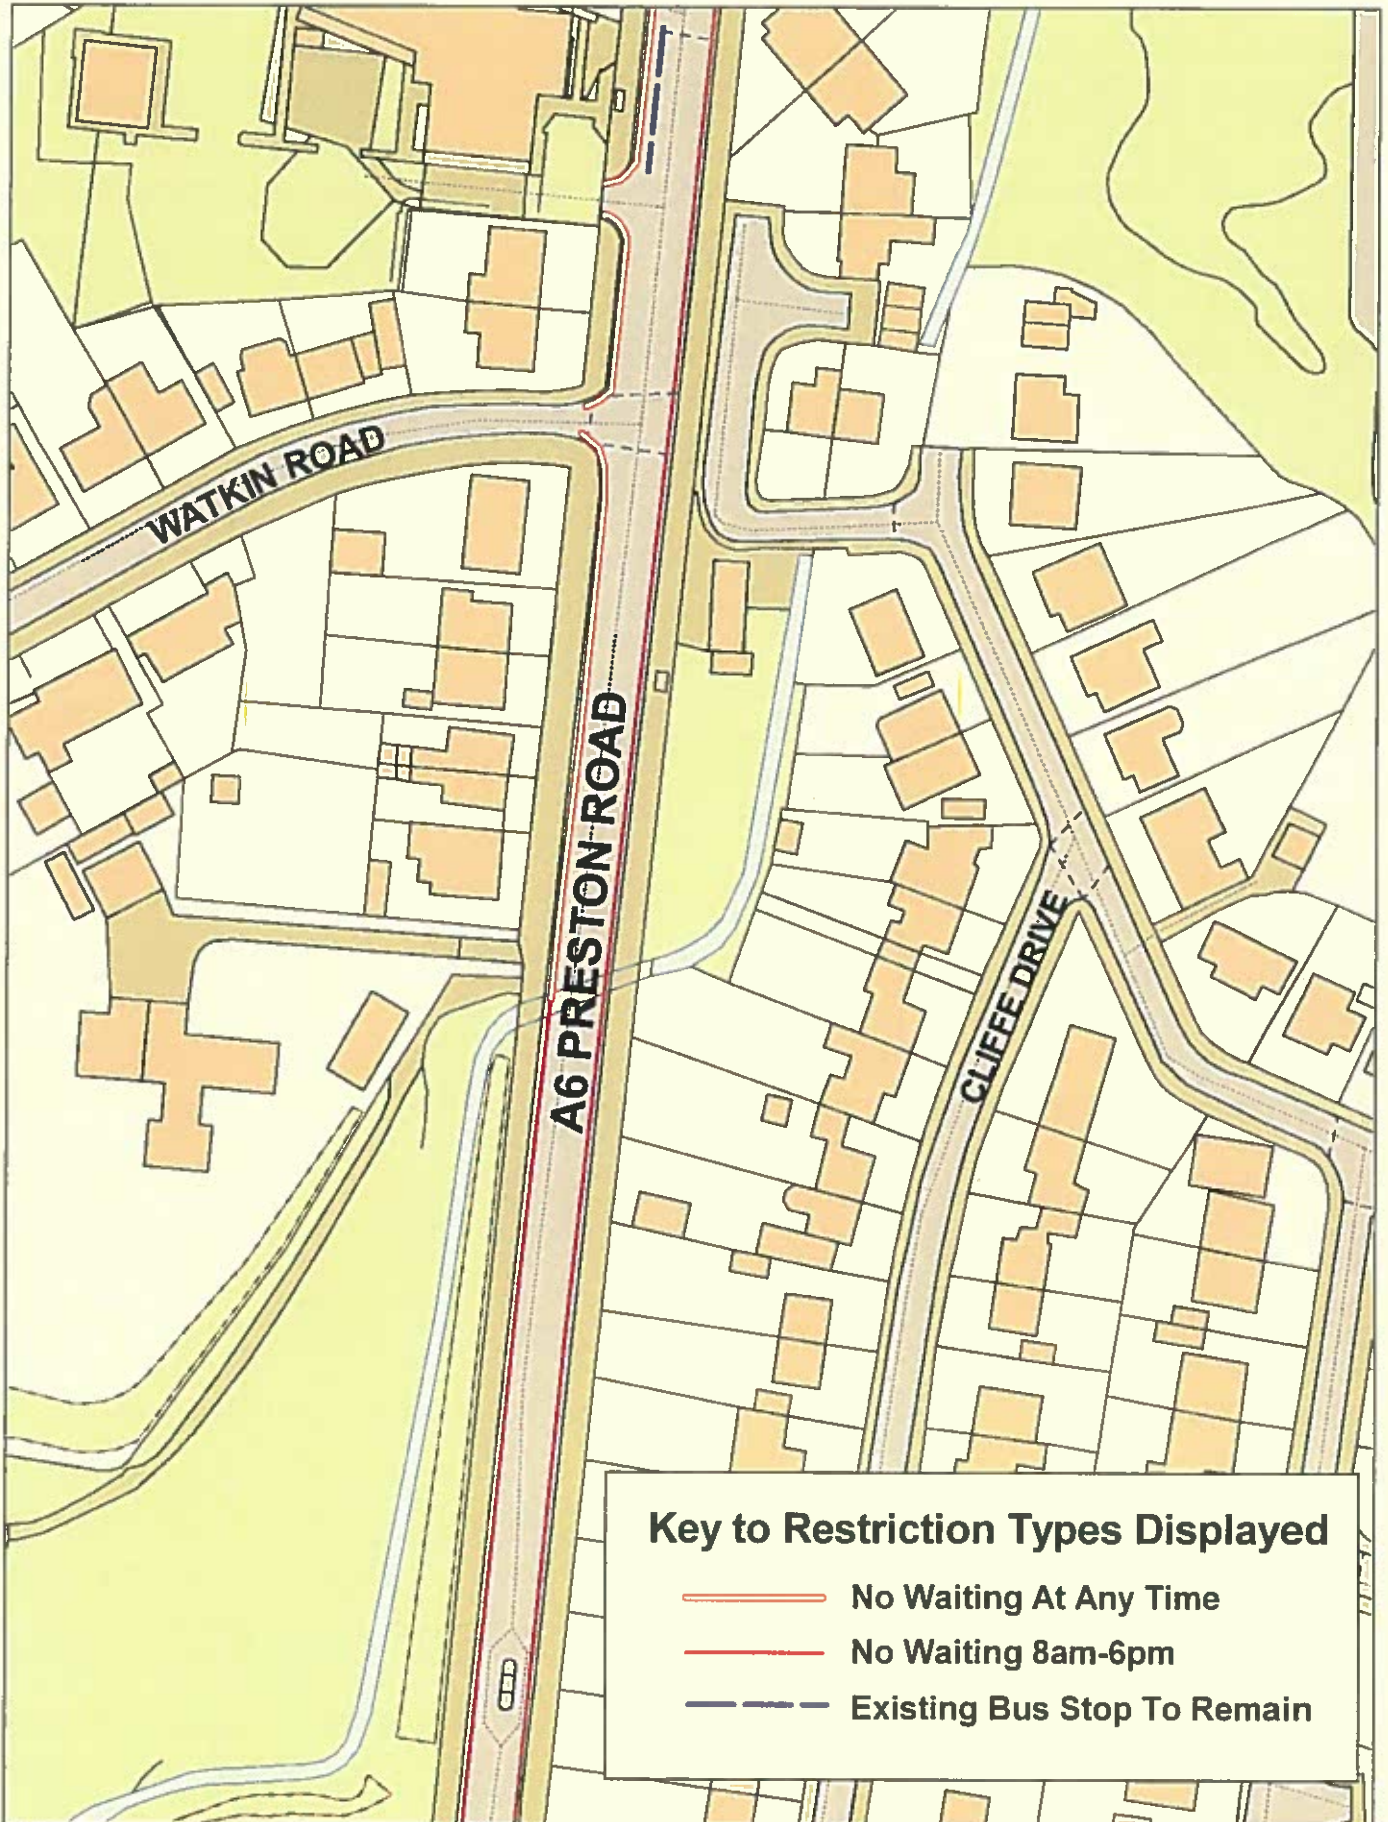 WATKIN ROAD
A6 PRESTON ROAD
CLIFFE DRIVE
Key to Restriction Types Displayed
No Waiting At Any Time
No Waiting 8am-6pm
Existing Bus Stop To Remain